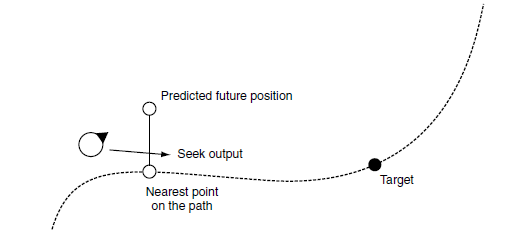 Predicted future position
Seek output
Nearest point
on the path
Target